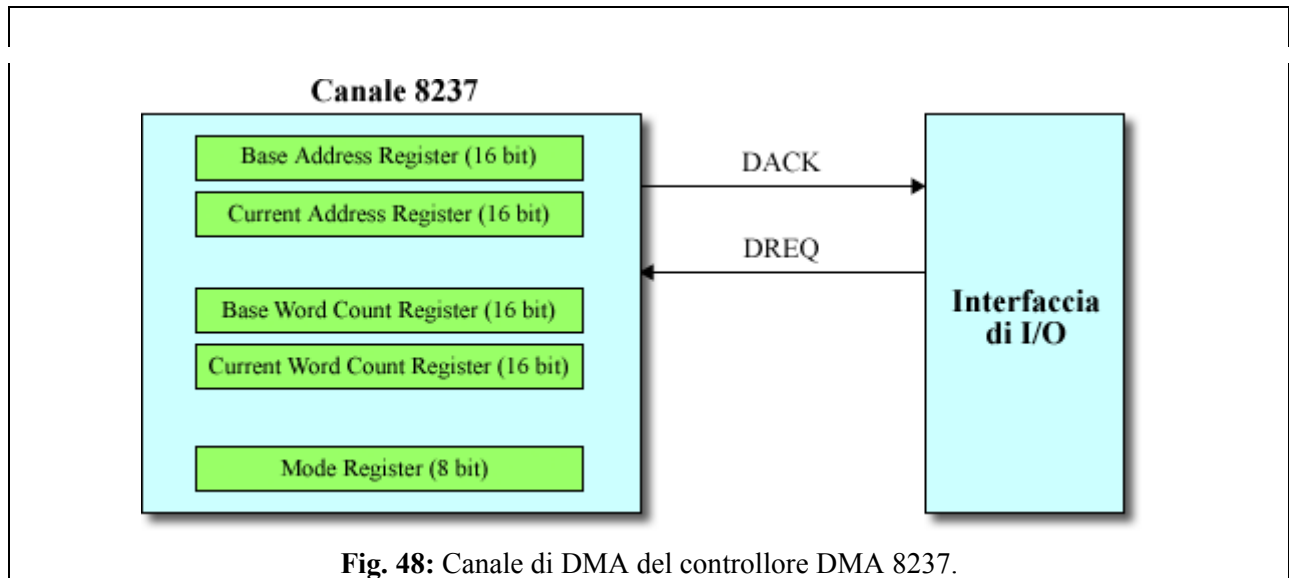 Canale 8237
Base Address Register (16 bit)
Current Address Register (16 bit)
Base Word Count Register (16 bit)
Current Word Count Register (16 bit)
Mode Register (8 bit)
DACK
DREQ
Interfaccia
di I/O
Fig. 48: Canale di DMA del controllore DMA 8237.